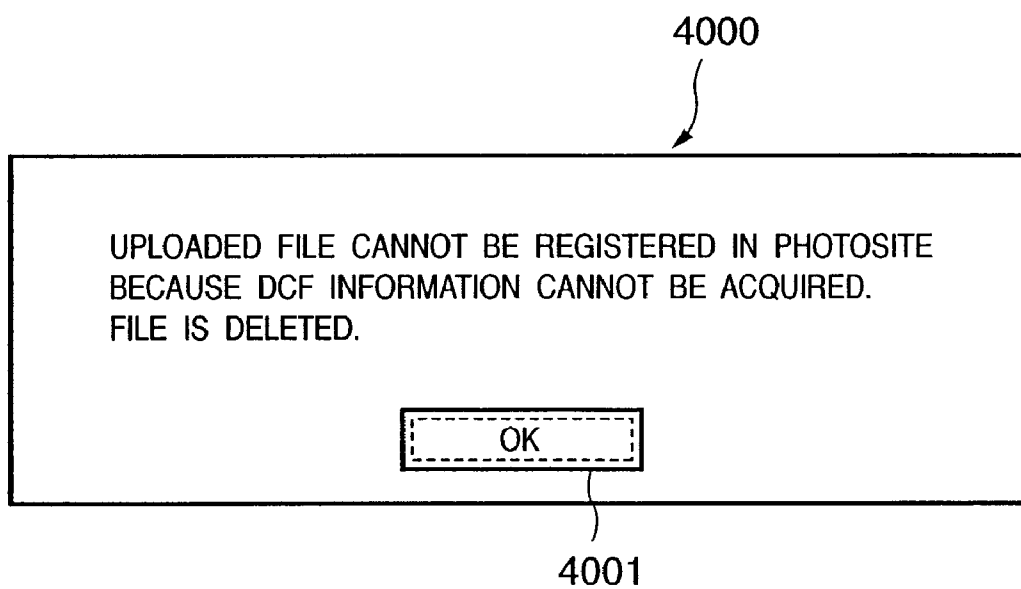 4000
UPLOADED FILE CANNOT BE REGISTERED IN PHOTOSITE
BECAUSE DCF INFORMATION CANNOT BE ACQUIRED.
FILE IS DELETED.
OK
4001